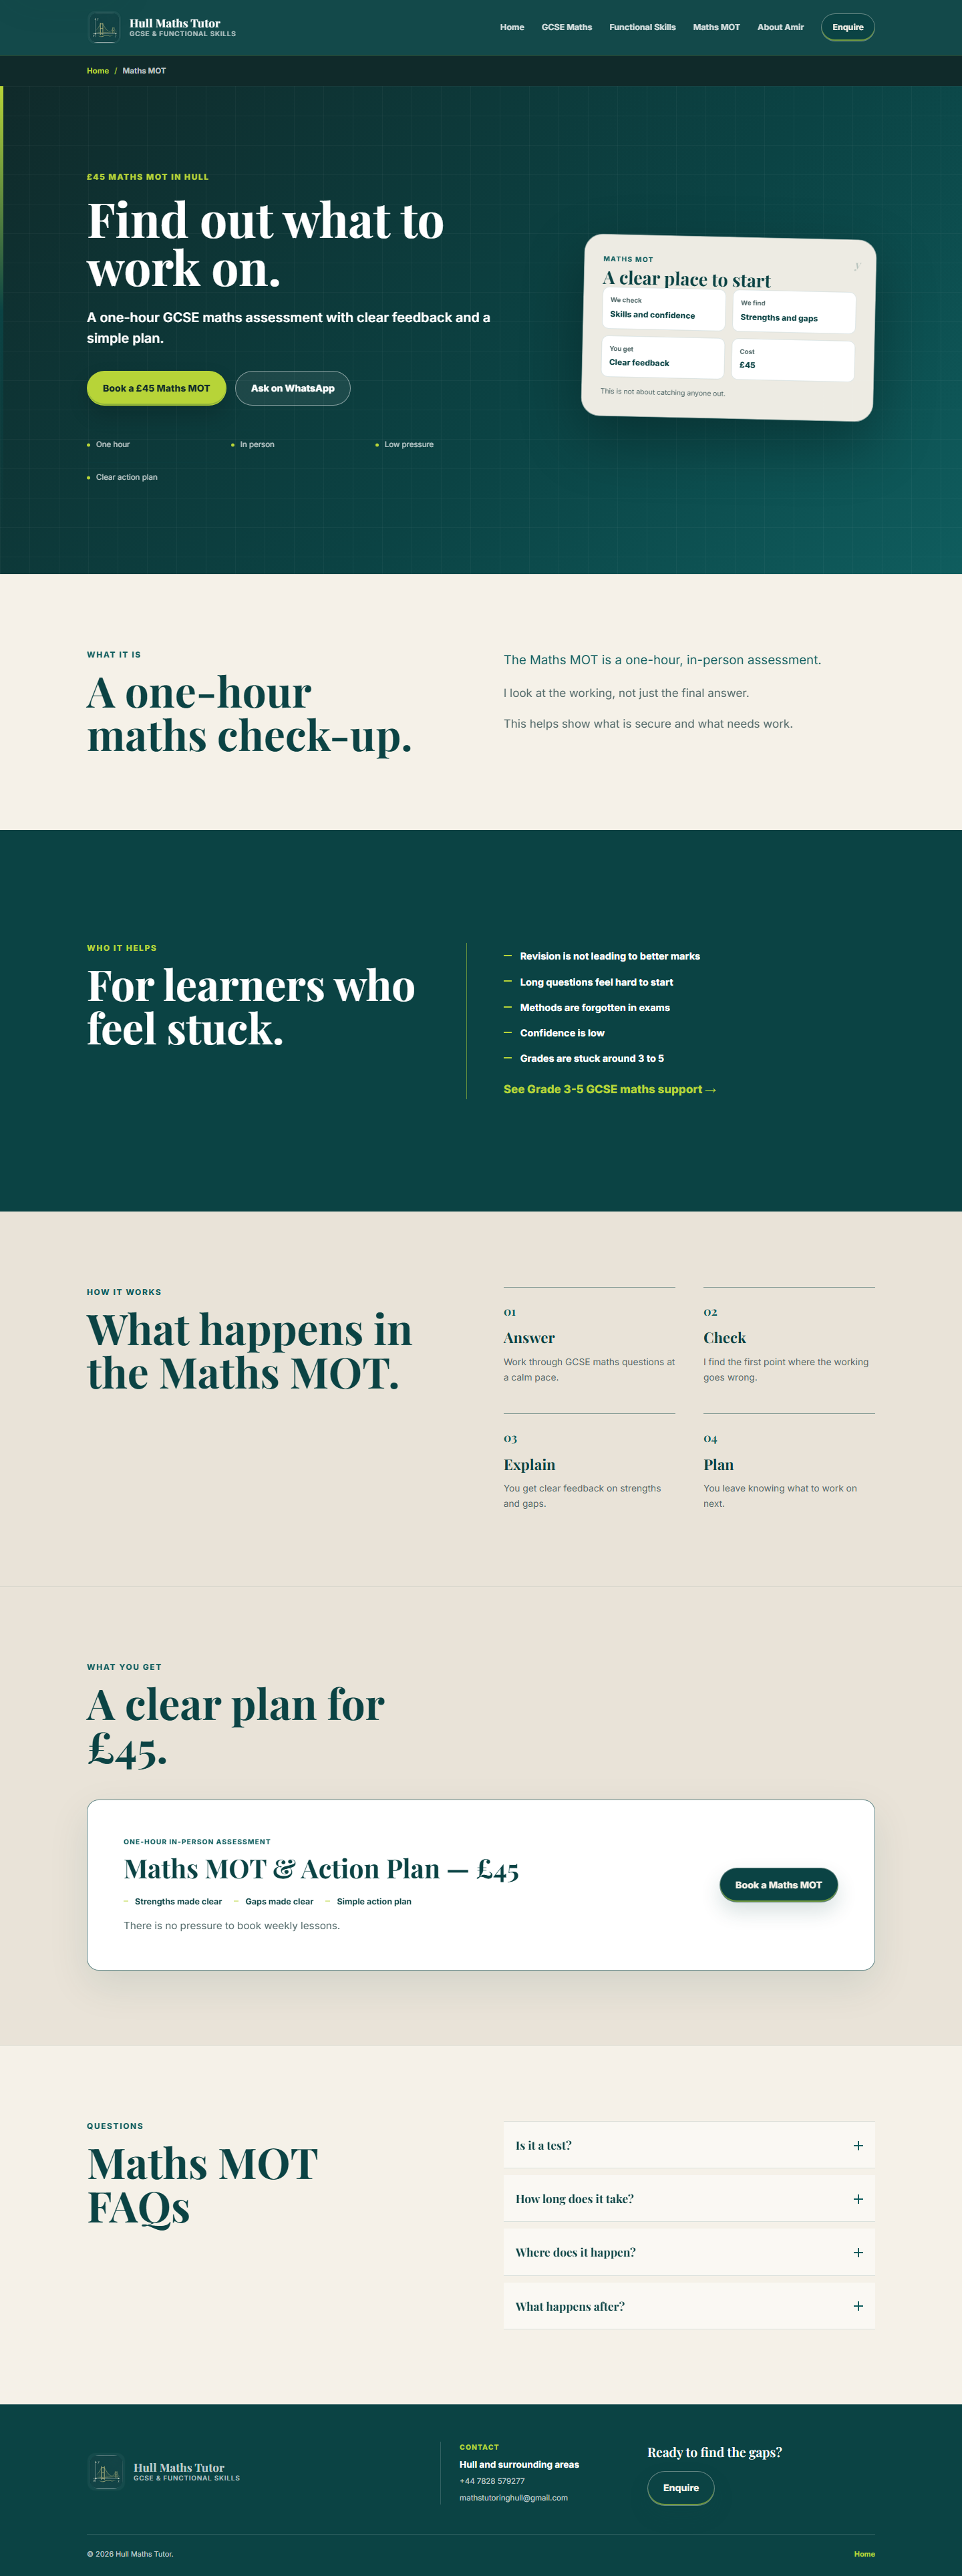 Hull Maths Tutor
GCSE & FUNCTIONAL SKILLS
Home
GCSE Maths
Functional Skills
Maths MOT
About Amir
Enquire
Home / Maths MOT
£45 MATHS MOT IN HULL
Find out what to
work on.
A one-hour GCSE maths assessment with clear feedback and a
simple plan.
Book a £45 Maths MOT
Ask on WhatsApp
One hour
In person
Low pressure
Clear action plan
MATHS MOT
y
A clear place to start
We check
Skills and confidence
We find
Strengths and gaps
You get
Clear feedback
Cost
£45
This is not about catching anyone out.
WHAT IT IS
A one-hour
maths check-up.
The Maths MOT is a one-hour, in-person assessment.
I look at the working, not just the final answer.
This helps show what is secure and what needs work.
WHO IT HELPS
For learners who
feel stuck.
Revision is not leading to better marks
Long questions feel hard to start
Methods are forgotten in exams
Confidence is low
Grades are stuck around 3 to 5
See Grade 3-5 GCSE maths support →
HOW IT WORKS
What happens in
the Maths MOT.
01
Answer
Work through GCSE maths questions at
a calm pace.
02
Check
I find the first point where the working
goes wrong.
03
Explain
You get clear feedback on strengths
and gaps.
04
Plan
You leave knowing what to work on
next.
WHAT YOU GET
A clear plan for
£45.
ONE-HOUR IN-PERSON ASSESSMENT
Maths MOT & Action Plan — £45
Strengths made clear
Gaps made clear
Simple action plan
There is no pressure to book weekly lessons.
Book a Maths MOT
QUESTIONS
Maths MOT
FAQs
Is it a test?
How long does it take?
Where does it happen?
What happens after?
Hull Maths Tutor
GCSE & FUNCTIONAL SKILLS
CONTACT
Hull and surrounding areas
+44 7828 579277
mathstutoringhull@gmail.com
Ready to find the gaps?
Enquire
© 2026 Hull Maths Tutor.
Home